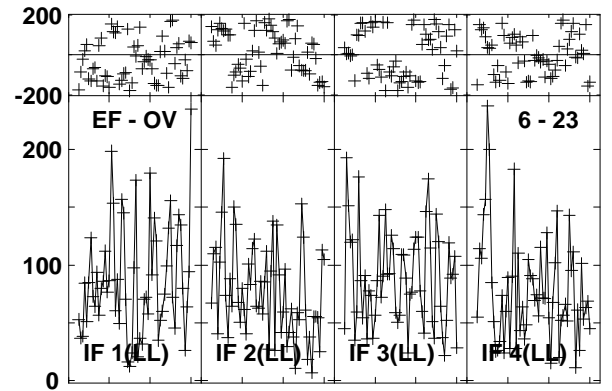 200
-200
EF - OV
6 - 23
200
100
0
IF 1(LL)
IF 2(LL)
IF 3(LL)
IF 4(LL)